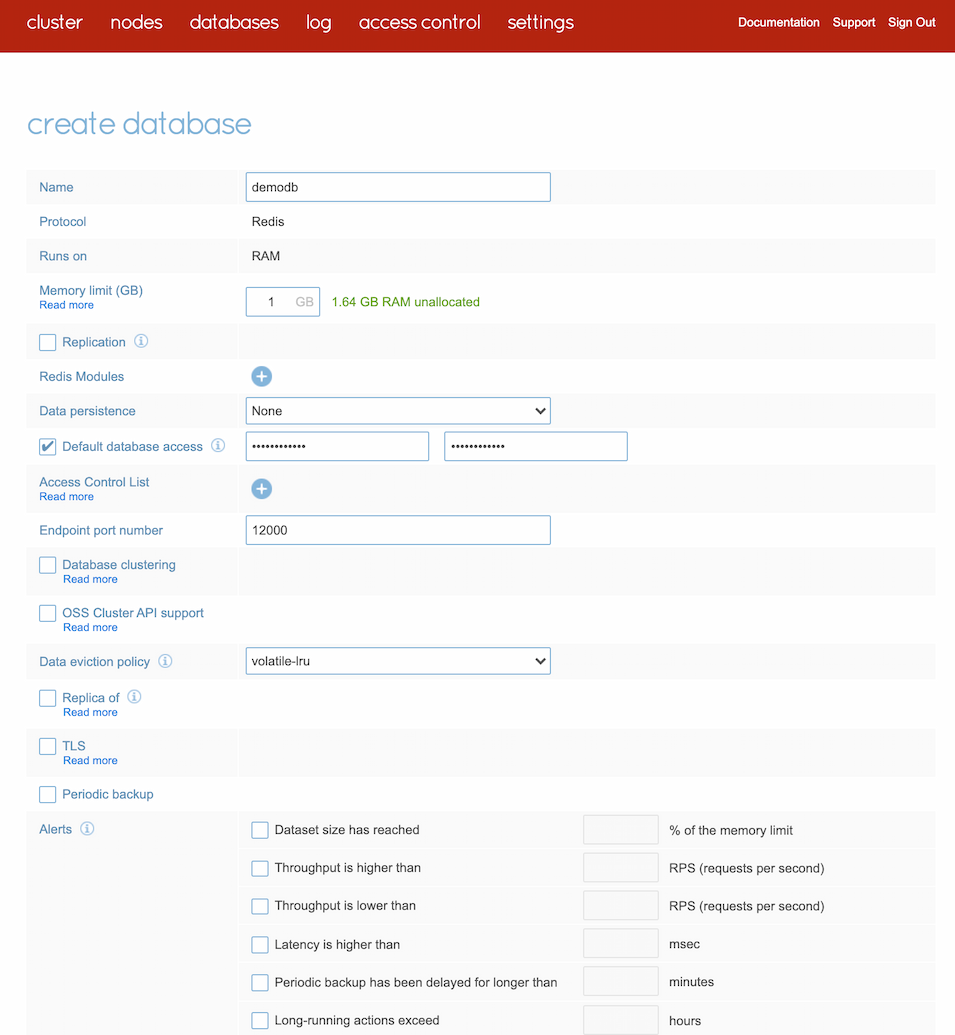 cluster nodes databases log access control settings Documentation Support Sign Out
create database
Name demodb
Protocol Redis
Runs on RAM
Memory limit (GB)
Read more
1 GB 1.64 GB RAM unallocated
Replication
Redis Modules
Data persistence None
Default database access •••••••••••• ••••••••••••
Access Control List
Read more
Endpoint port number 12000
Database clustering
Read more
OSS Cluster API support
Read more
Data eviction policy volatile-lru
Replica of
Read more
TLS
Read more
Periodic backup
Alerts
Dataset size has reached % of the memory limit
Throughput is higher than RPS (requests per second)
Throughput is lower than RPS (requests per second)
Latency is higher than msec
Periodic backup has been delayed for longer than minutes
Long-running actions exceed hours